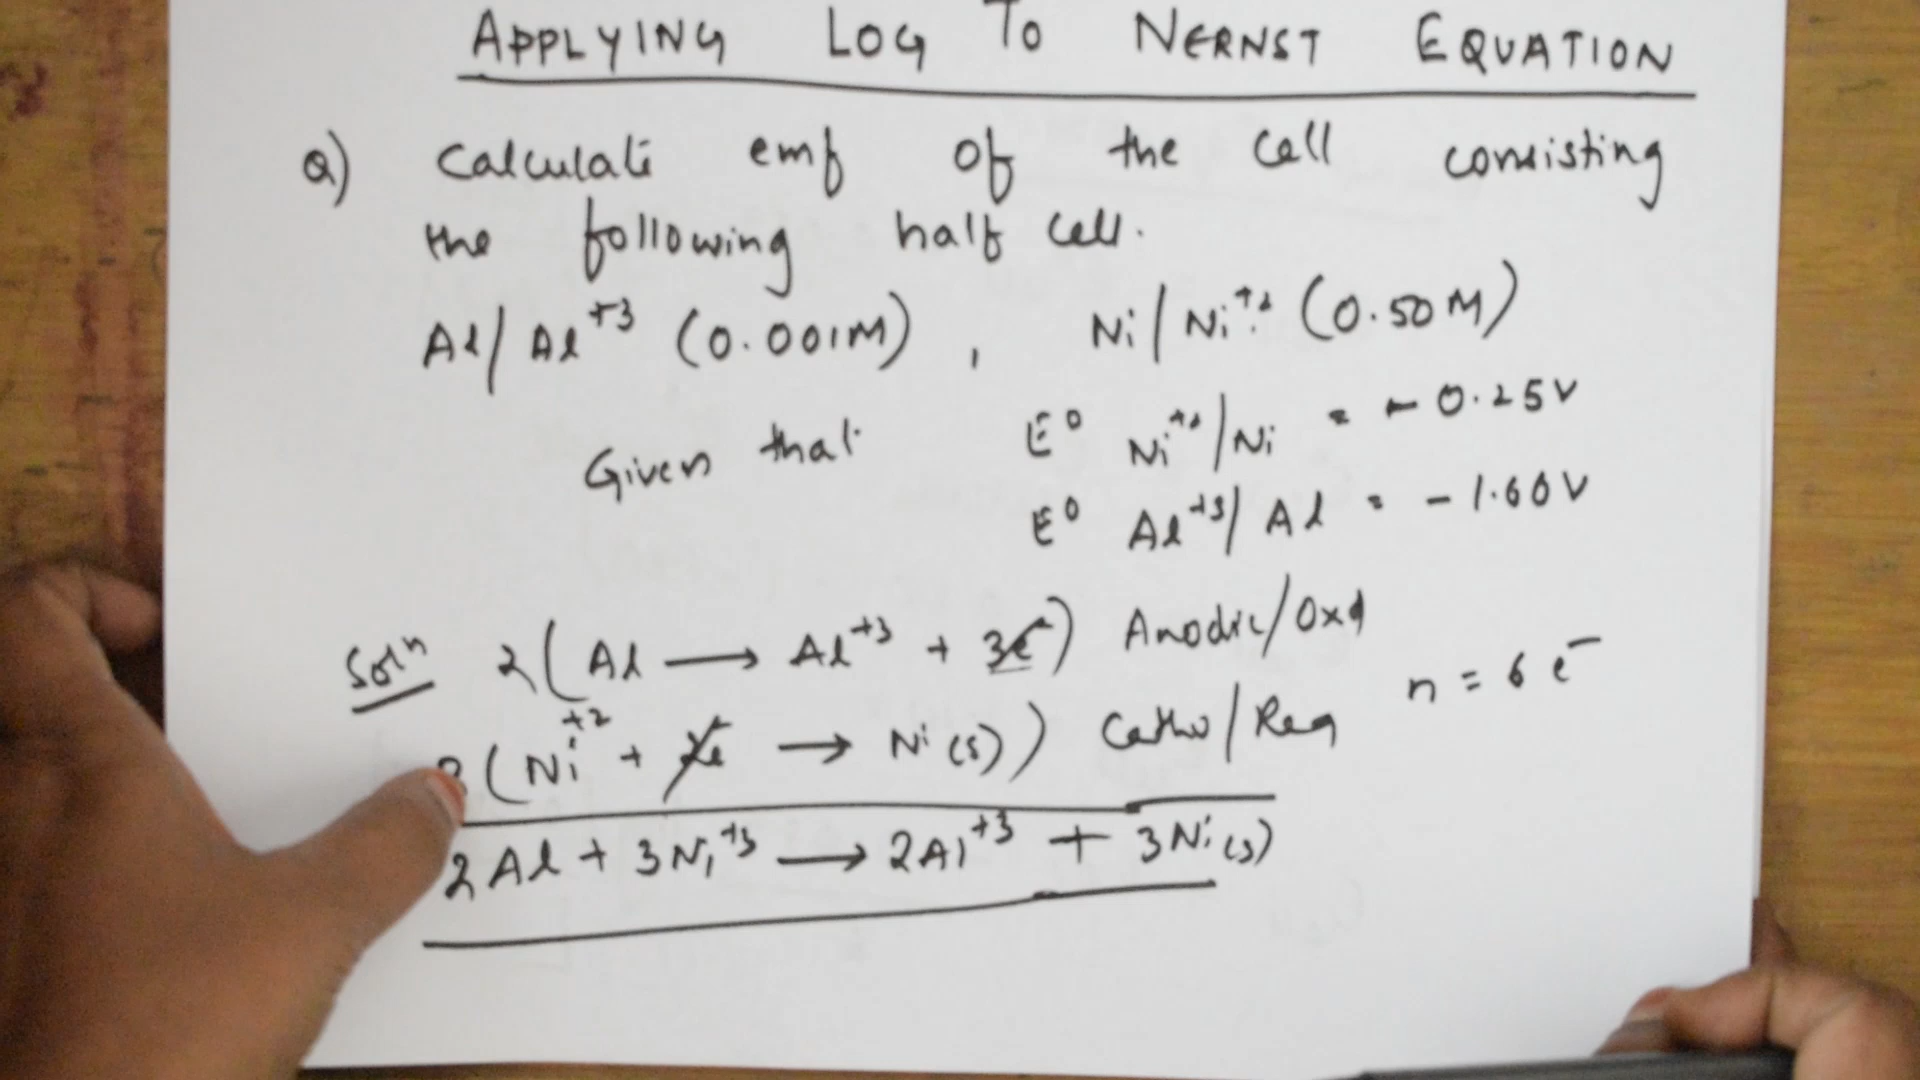 APPLYING LOG TO NERNST EQUATION
Q) Calculate emf of the cell consisting
the following half cell.
Al/Al+3 (0.001M), Ni/Ni+2 (0.50M)
Given that E0 Ni+2/Ni = - 0.25V
E0 Al+3/Al = - 1.60V
Soln 2(Al → Al+3 + 3e-) Anodic/Oxd
(Ni+2 + 2e → Ni(s)) Catho/Req n = 6e-
2Al + 3Ni+3 → 2Al+3 + 3Ni(s)